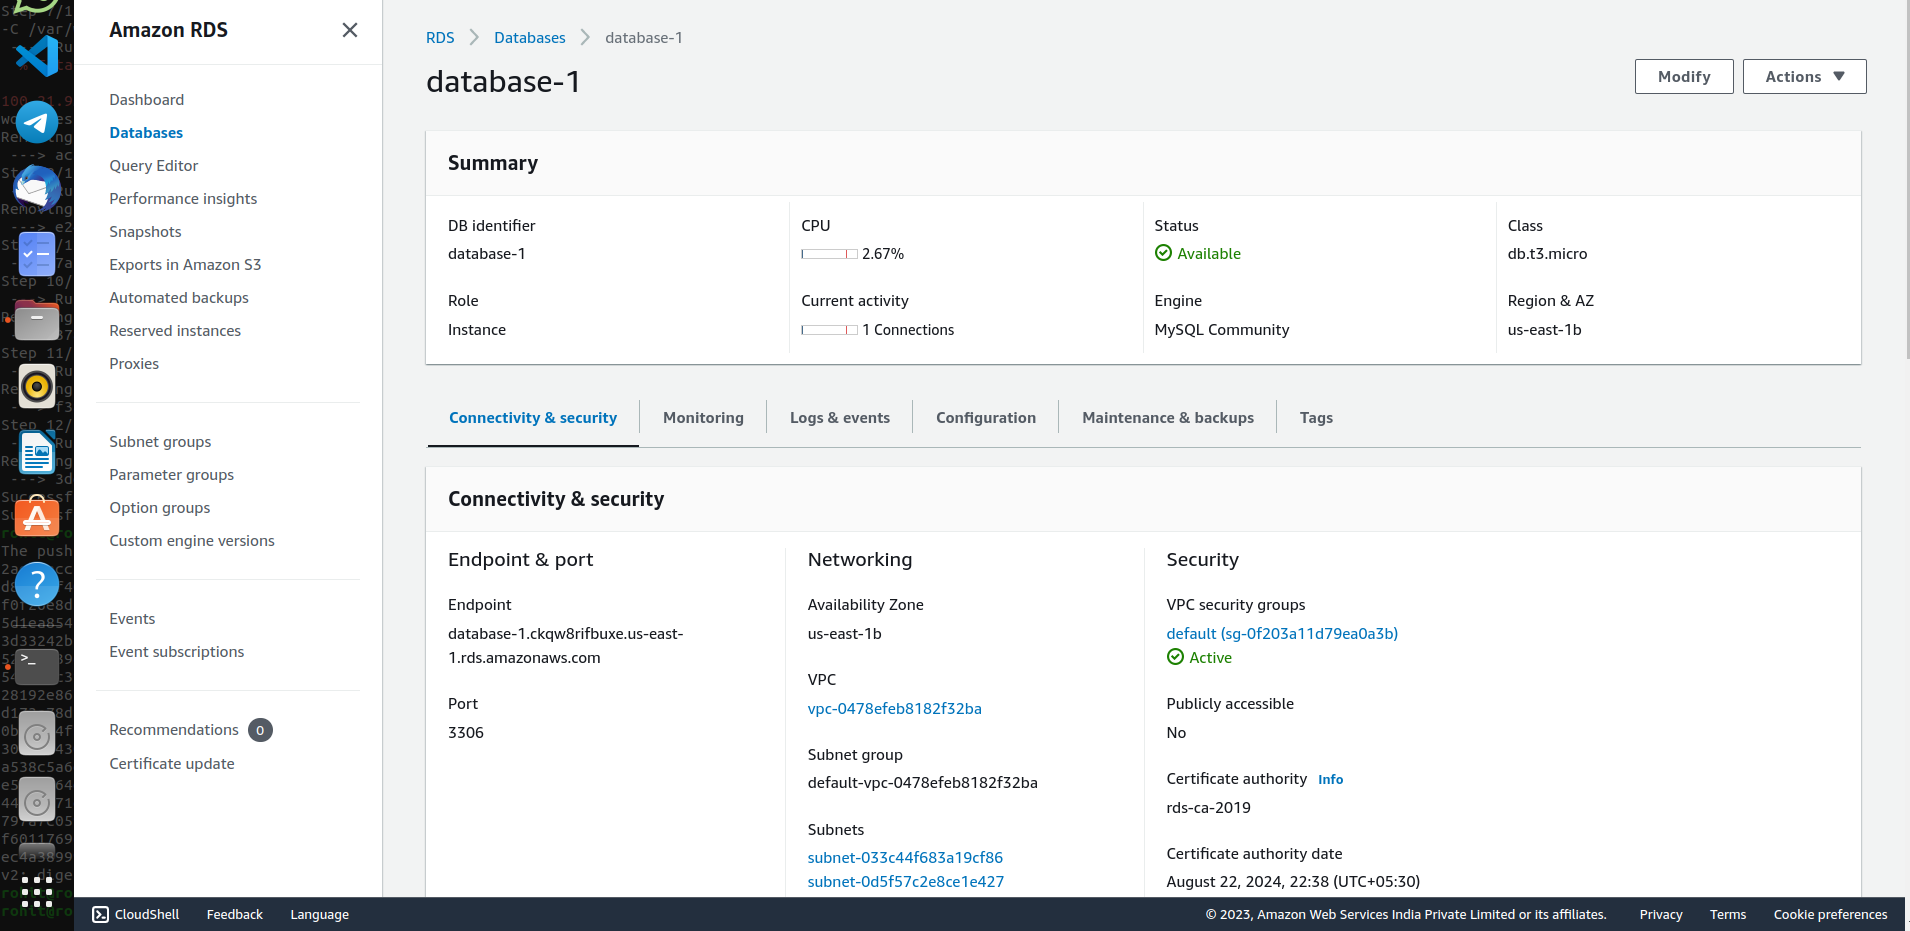 Amazon RDS
Dashboard
Databases
Query Editor
Performance insights
Snapshots
Exports in Amazon S3
Automated backups
Reserved instances
Proxies
Subnet groups
Parameter groups
Option groups
Custom engine versions
Events
Event subscriptions
Recommendations 0
Certificate update
RDS Databases database-1
database-1
Modify Actions
Summary
DB identifier
database-1
CPU
2.67%
Status
Available
Class
db.t3.micro
Role
Instance
Current activity
1 Connections
Engine
MySQL Community
Region & AZ
us-east-1b
Connectivity & security Monitoring Logs & events Configuration Maintenance & backups Tags
Connectivity & security
Endpoint & port
Endpoint
database-1.ckqw8rifbuxe.us-east-
1.rds.amazonaws.com
Port
3306
Networking
Availability Zone
us-east-1b
VPC
vpc-0478efeb8182f32ba
Subnet group
default-vpc-0478efeb8182f32ba
Subnets
subnet-033c44f683a19cf86
subnet-0d5f57c2e8ce1e427
Security
VPC security groups
default (sg-0f203a11d79ea0a3b)
Active
Publicly accessible
No
Certificate authority Info
rds-ca-2019
Certificate authority date
August 22, 2024, 22:38 (UTC+05:30)
CloudShell Feedback Language © 2023, Amazon Web Services India Private Limited or its affiliates. Privacy Terms Cookie preferences